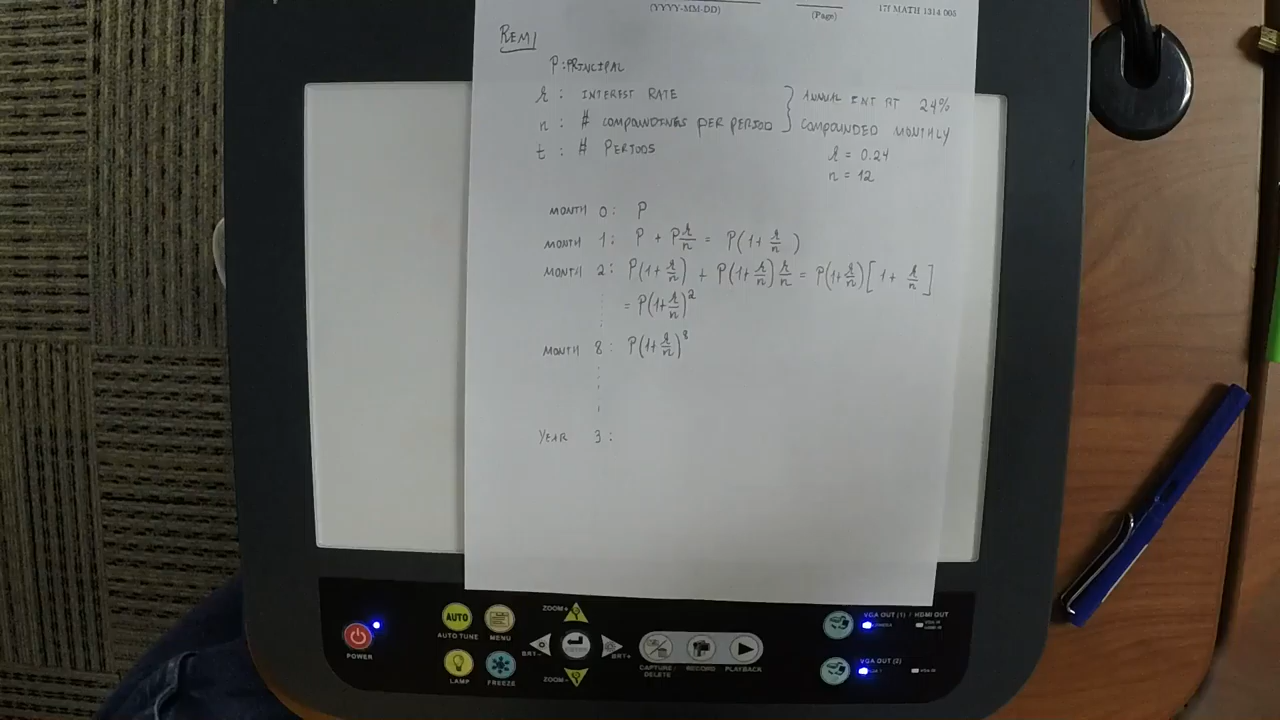 (YYYY-MM-DD) (Page) 17f MATH 1314 005
REM1
P: PRINCIPAL
r : INTEREST RATE
n : # COMPOUNDINGS PER PERIOD
t : # PERIODS
ANNUAL RT 24%
COMPOUNDED MONTHLY
r = 0.24
n = 12
MONTH 0: P
MONTH 1: P + P r/n = P(1 + r/n)
MONTH 2: P(1+r/n) + P(1+r/n) r/n = P(1+r/n)[1 + r/n]
= P(1+r/n)^2
MONTH 8: P(1+r/n)^8
YEAR 3:
POWER
AUTO
AUTO TUNE
MENU
LAMP
FREEZE
ZOOM+
BRT-
BRT+
ZOOM-
CAPTURE / DELETE
RECORD
PLAYBACK
VGA OUT (1) / HDMI OUT
VGA OUT (2)